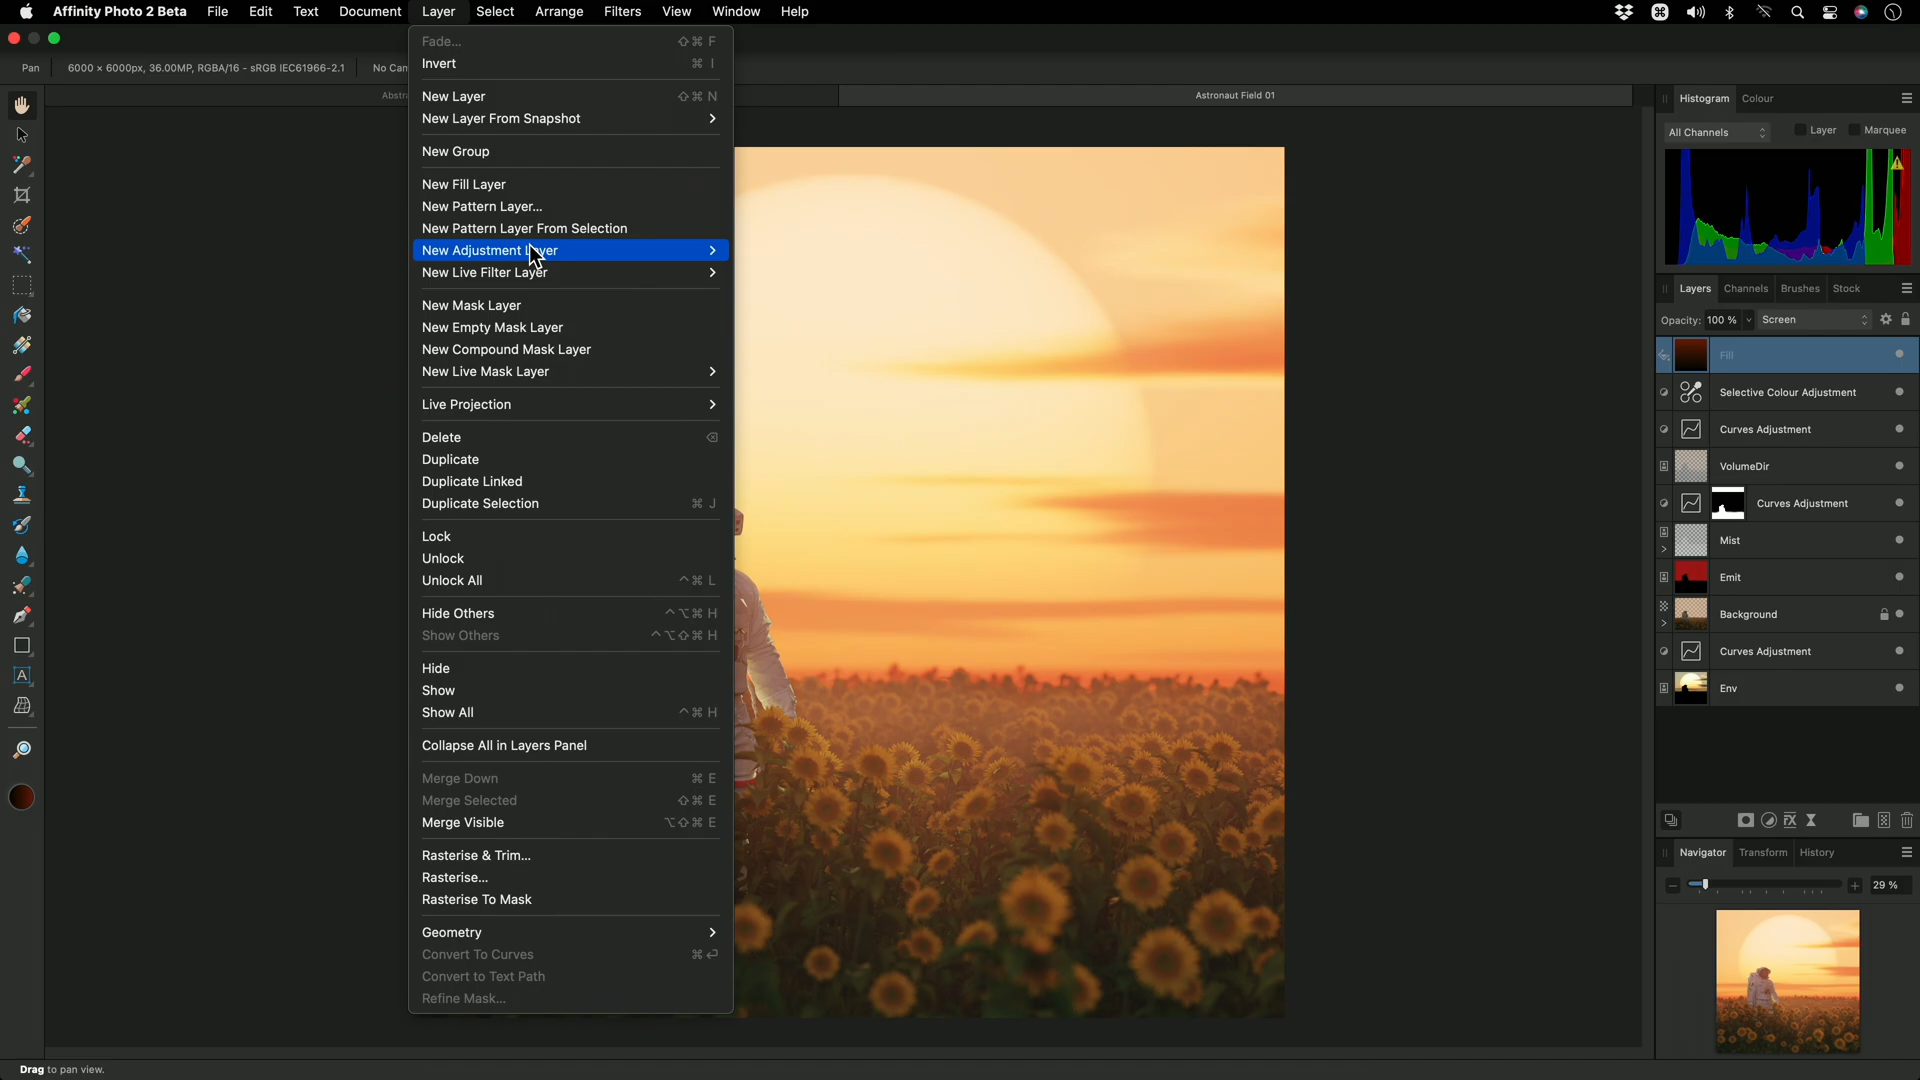 Affinity Photo 2 Beta File Edit Text Document Layer Select Arrange Filters View Window Help
Pan 6000 × 6000px, 36.00MP, RGBA/16 - sRGB IEC61966-2.1 No Cam
Abstra
Astronaut Field 01
Fade... ⇧⌘ F
Invert ⌘ I
New Layer ⇧⌘ N
New Layer From Snapshot
New Group
New Fill Layer
New Pattern Layer...
New Pattern Layer From Selection
New Adjustment Layer
New Live Filter Layer
New Mask Layer
New Empty Mask Layer
New Compound Mask Layer
New Live Mask Layer
Live Projection
Delete ⌫
Duplicate
Duplicate Linked
Duplicate Selection ⌘ J
Lock
Unlock
Unlock All ^⌘ L
Hide Others ^⌥⌘ H
Show Others ^⌥⇧⌘ H
Hide
Show
Show All ^⌘ H
Collapse All in Layers Panel
Merge Down ⌘ E
Merge Selected ⇧⌘ E
Merge Visible ⌥⇧⌘ E
Rasterise & Trim...
Rasterise...
Rasterise To Mask
Geometry
Convert To Curves ⌘↩
Convert to Text Path
Refine Mask...
Histogram Colour
All Channels Layer Marquee
Layers Channels Brushes Stock
Opacity: 100 % Screen
Fill
Selective Colour Adjustment
Curves Adjustment
VolumeDir
Curves Adjustment
Mist
Emit
Background
Curves Adjustment
Env
Navigator Transform History
29 %
Drag to pan view.